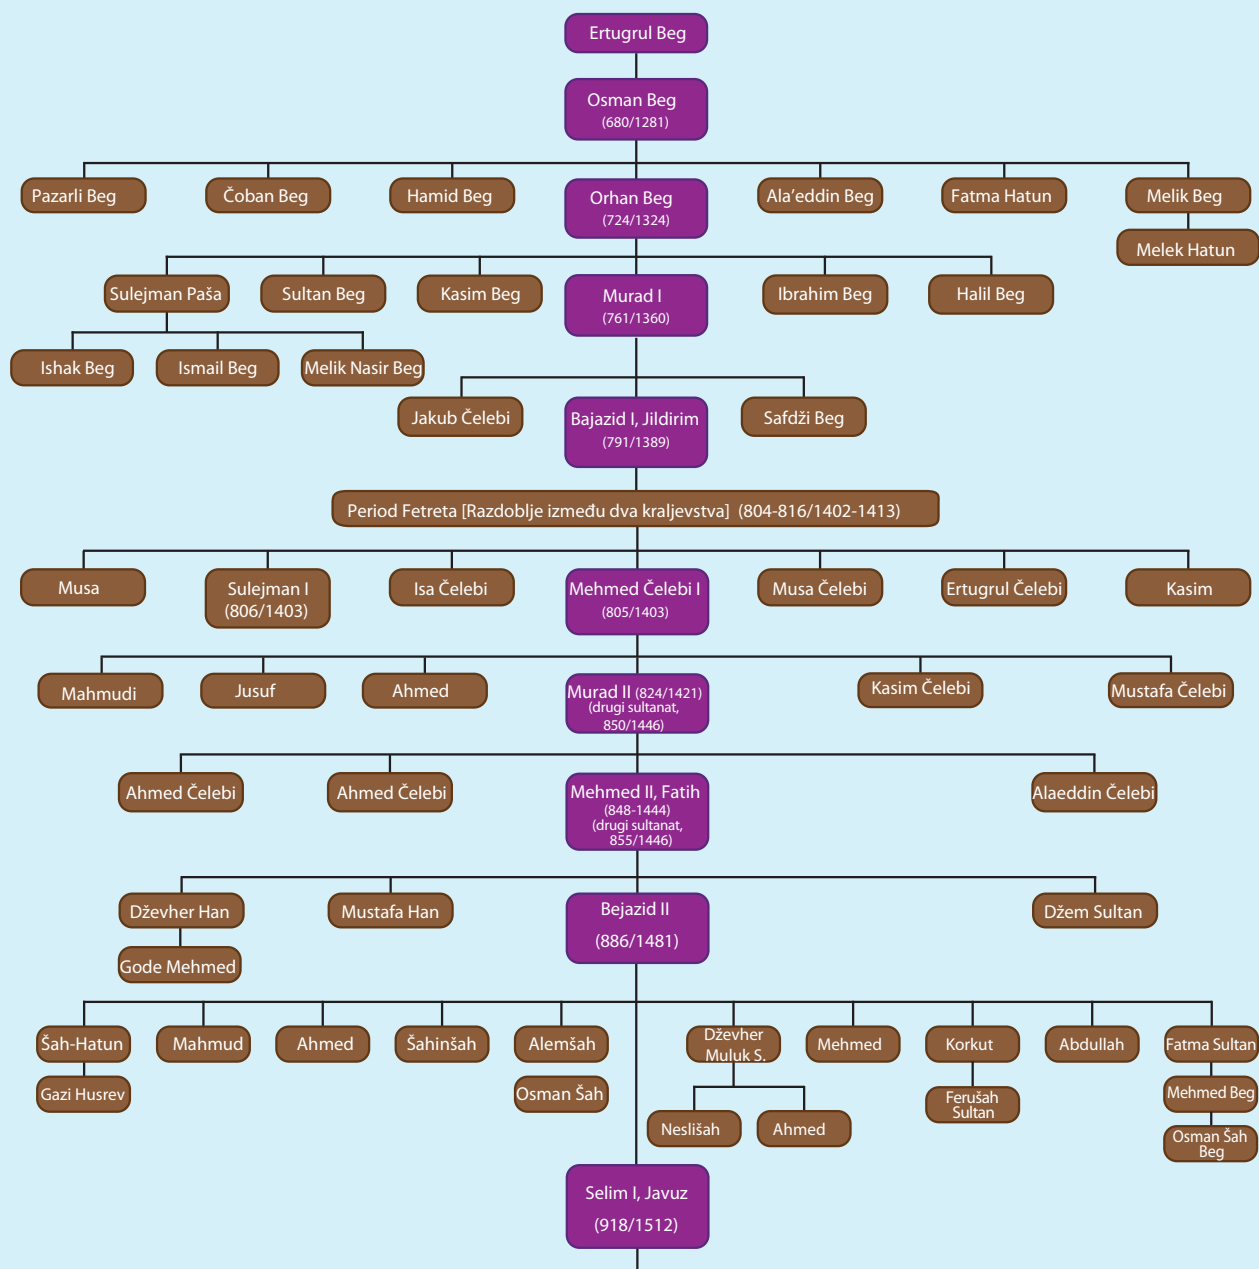 Ertugrul Beg
Osman Beg
(680/1281)
Pazarli Beg
Čoban Beg
Hamid Beg
Orhan Beg
(724/1324)
Ala'eddin Beg
Fatma Hatun
Melik Beg
Melek Hatun
Sulejman Paša
Sultan Beg
Kasim Beg
Murad I
(761/1360)
Ibrahim Beg
Halil Beg
Ishak Beg
Ismail Beg
Melik Nasir Beg
Jakub Čelebi
Bajazid I, Jildirim
(791/1389)
Safdži Beg
Period Fetreta [Razdoblje između dva kraljevstva] (804-816/1402-1413)
Musa
Sulejman I
(806/1403)
Isa Čelebi
Mehmed Čelebi I
(805/1403)
Musa Čelebi
Ertugrul Čelebi
Kasim
Mahmudi
Jusuf
Ahmed
Murad II (824/1421)
(drugi sultanat,
850/1446)
Kasim Čelebi
Mustafa Čelebi
Ahmed Čelebi
Ahmed Čelebi
Mehmed II, Fatih
(848-1444)
(drugi sultanat,
855/1446)
Alaeddin Čelebi
Dževher Han
Mustafa Han
Bejazid II
(886/1481)
Džem Sultan
Gode Mehmed
Šah-Hatun
Mahmud
Ahmed
Šahinšah
Alemšah
Dževher
Muluk S.
Mehmed
Korkut
Abdullah
Fatma Sultan
Gazi Husrev
Osman Šah
Neslišah
Ahmed
Ferušah
Sultan
Mehmed Beg
Osman Šah
Beg
Selim I, Javuz
(918/1512)